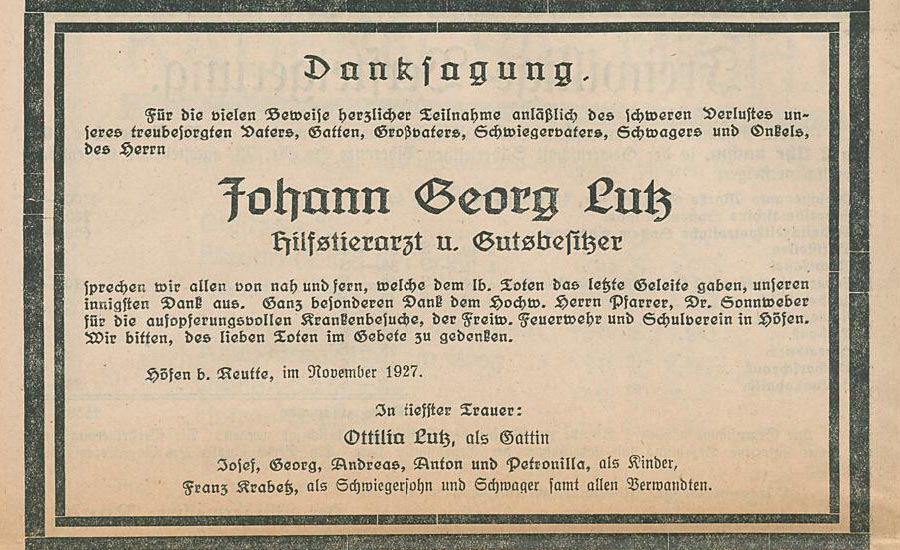 Danksagung.
Für die vielen Beweise herzlicher Teilnahme anläßlich des schweren Verlustes un-
seres treubesorgten Vaters, Gatten, Großvaters, Schwiegervaters, Schwagers und Onkels,
des Herrn
Johann Georg Lutz
Hilfstierarzt u. Gutsbesitzer
sprechen wir allen von nah und fern, welche dem lb. Toten das letzte Geleite gaben, unseren
innigsten Dank aus. Ganz besonderen Dank dem Hochw. Herrn Pfarrer, Dr. Sonnweber
für die aufopferungsvollen Krankenbesuche, der Freiw. Feuerwehr und Schulverein in Höfen.
Wir bitten, des lieben Toten im Gebete zu gedenken.
Höfen b. Reutte, im November 1927.
In tiefster Trauer:
Ottilia Lutz, als Gattin
Josef, Georg, Andreas, Anton und Petronilla, als Kinder,
Franz Krabetz, als Schwiegersohn und Schwager samt allen Verwandten.